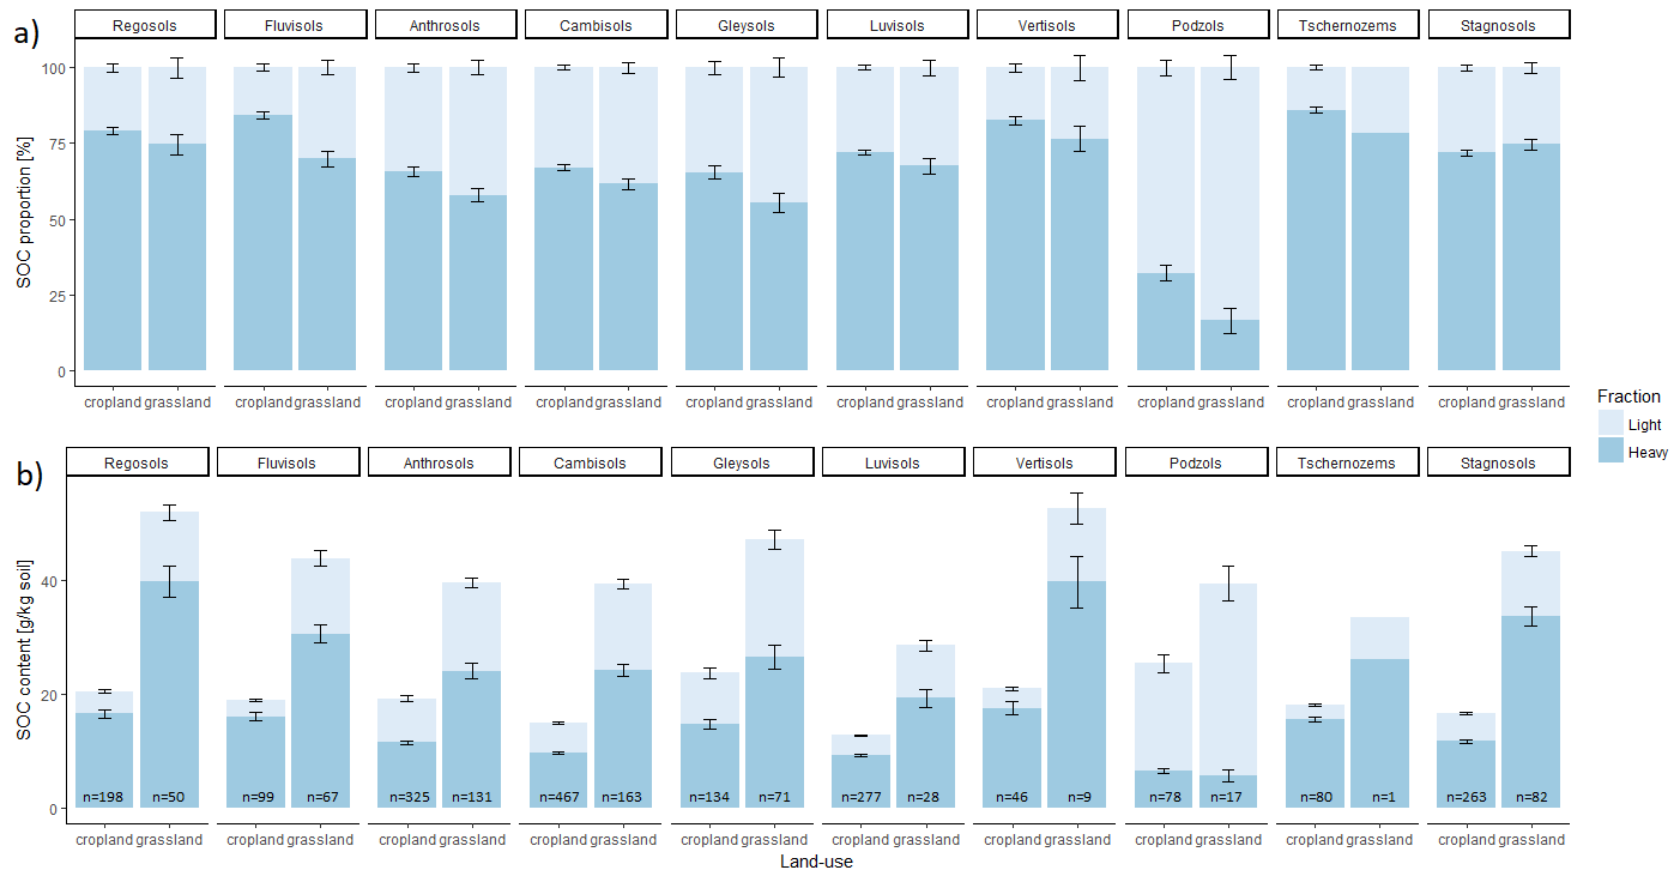 a)
Regosols Fluvisols Anthrosols Cambisols Gleysols Luvisols Vertisols Podzols Tschernozems Stagnosols
SOC proportion [%]
100
75
50
25
0
cropland grassland cropland grassland cropland grassland cropland grassland cropland grassland cropland grassland cropland grassland cropland grassland cropland grassland cropland grassland
Fraction
Light
Heavy
b)
Regosols Fluvisols Anthrosols Cambisols Gleysols Luvisols Vertisols Podzols Tschernozems Stagnosols
SOC content [g/kg soil]
40
20
0
n=198 n=50 n=99 n=67 n=325 n=131 n=467 n=163 n=134 n=71 n=277 n=28 n=46 n=9 n=78 n=17 n=80 n=1 n=263 n=82
cropland grassland cropland grassland cropland grassland cropland grassland cropland grassland cropland grassland cropland grassland cropland grassland cropland grassland cropland grassland
Land-use